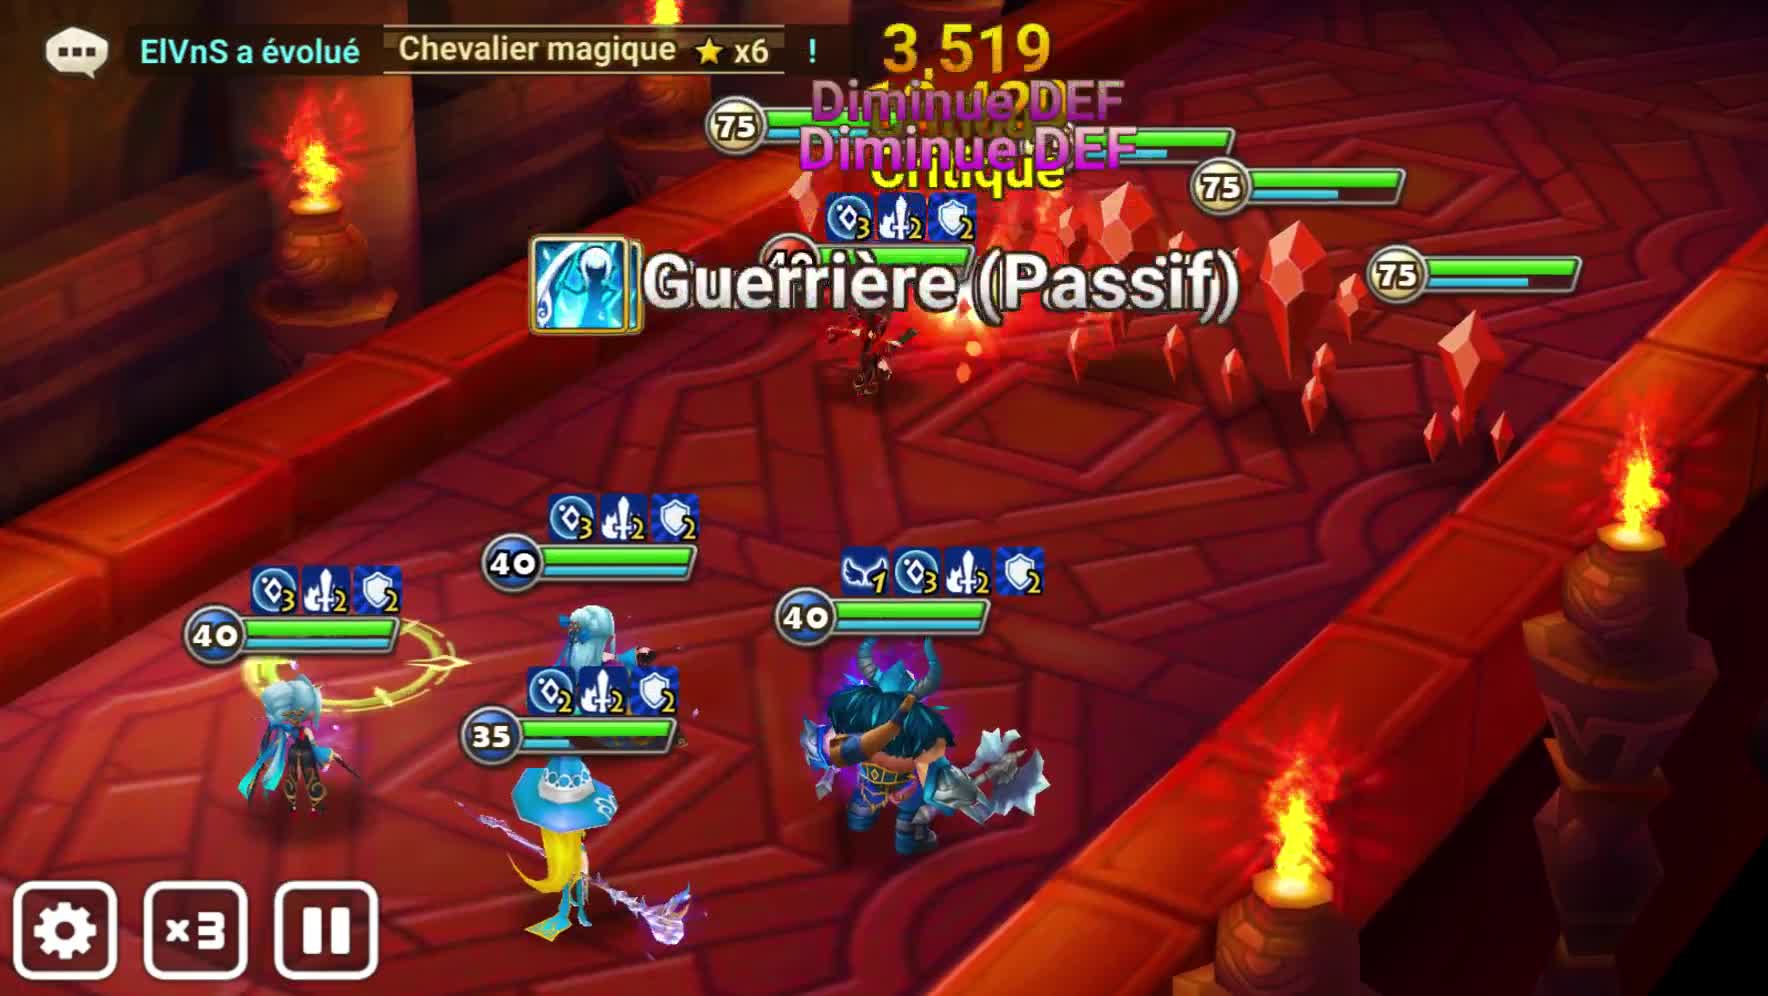 ElVnS a évolué Chevalier magique x6 !
3,519
Diminue DEF
75
Diminue DEF
Critique
75
3 2 2
Guerrière (Passif)
75
3 2 2
40
1 3 2 2
3 2 2
40
40
2 2 2
35
x3